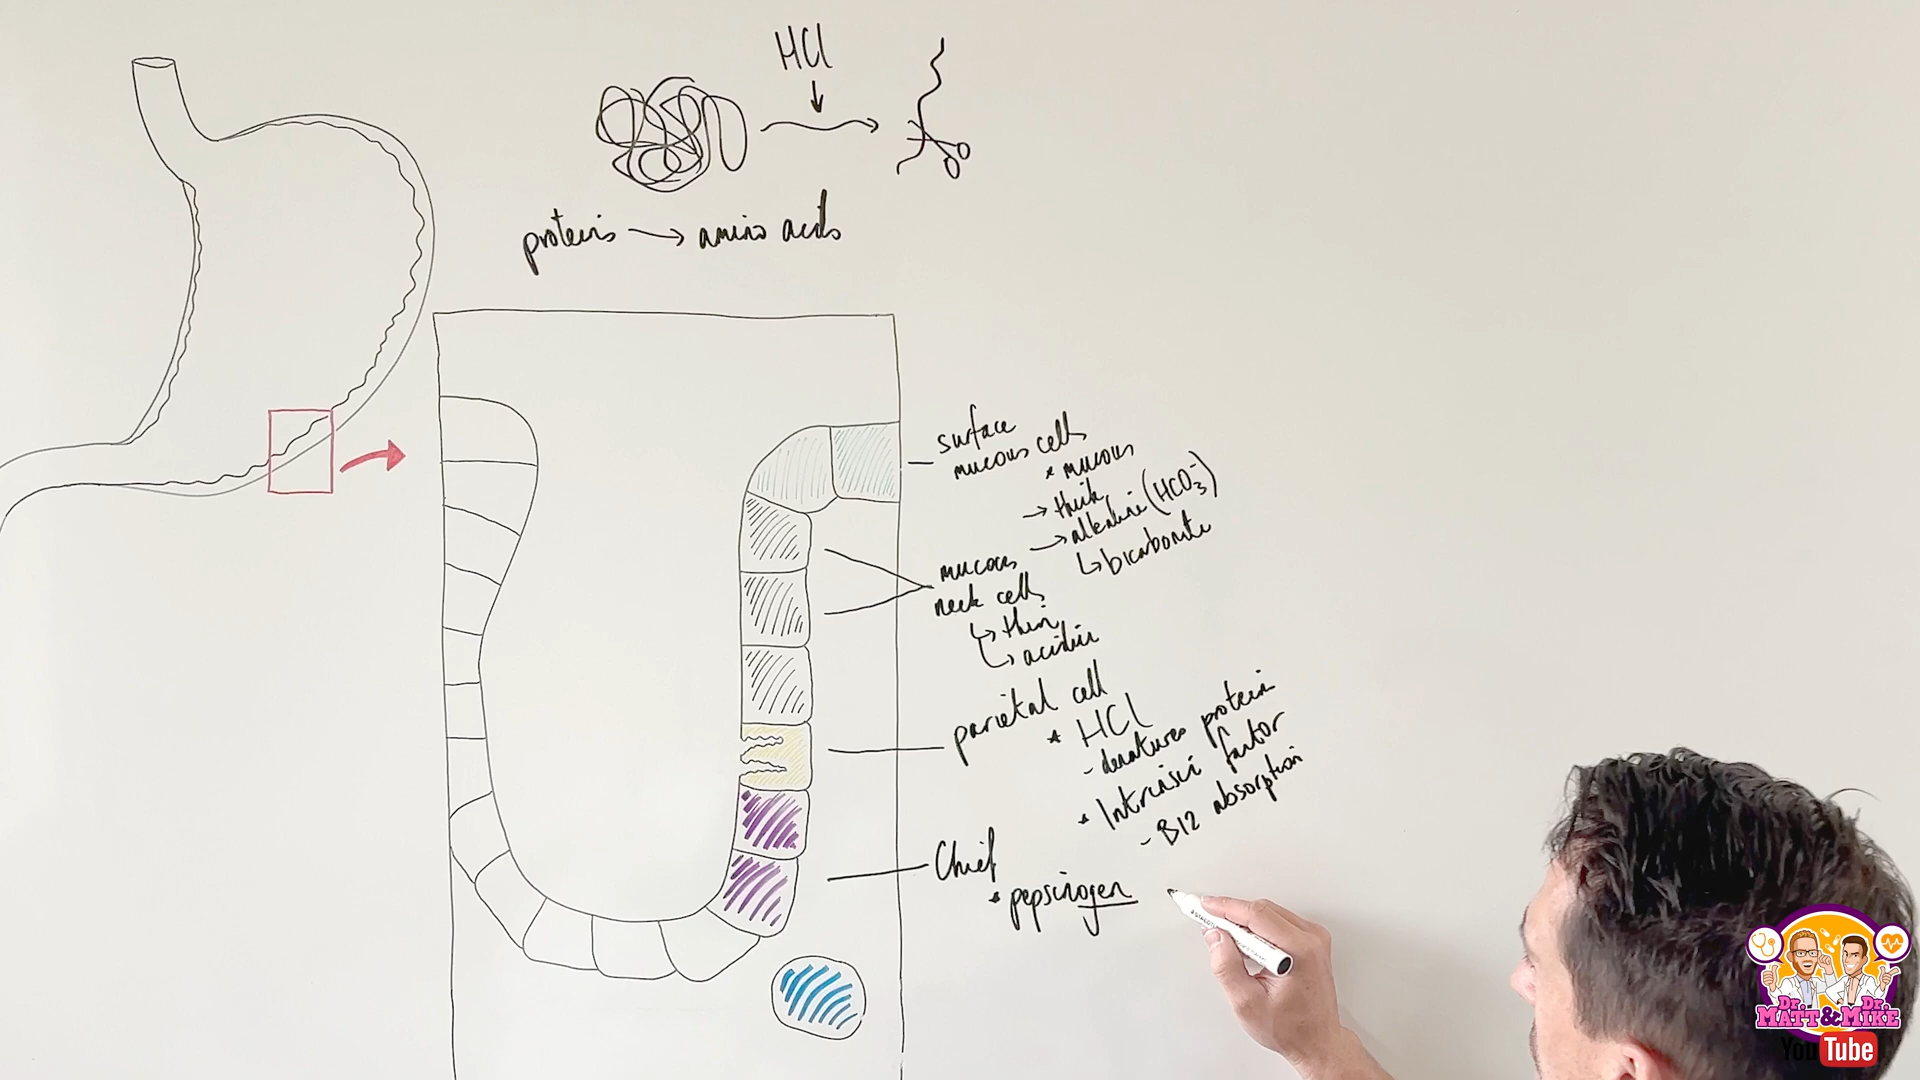 HCl
proteins → amino acids
surface
mucous cells
* mucous
→ thick
→ alkaline (HCO3-)
↳ bicarbonate
mucous
neck cells
↳ thin
↳ acidic
parietal cell
* HCl
- denatures protein
* Intrinsic factor
- B12 absorption
Chief
* pepsinogen
Dr. Dr.
MATT & MIKE
YouTube